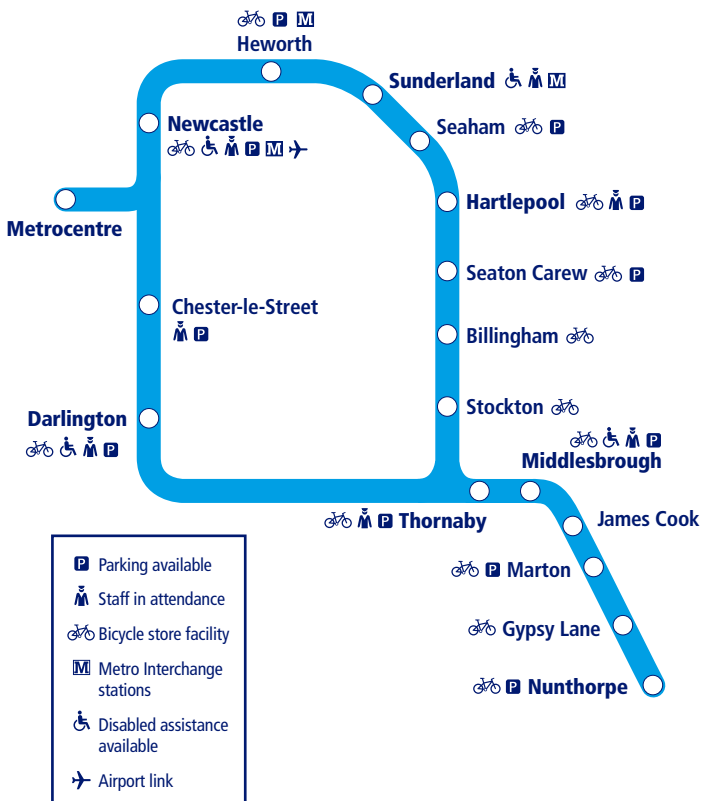 Heworth
Sunderland
Seaham
Newcastle
Hartlepool
Metrocentre
Seaton Carew
Chester-le-Street
Billingham
Stockton
Darlington
Middlesbrough
Thornaby
James Cook
Marton
Gypsy Lane
Nunthorpe
P Parking available
Staff in attendance
Bicycle store facility
M Metro Interchange
stations
Disabled assistance
available
Airport link